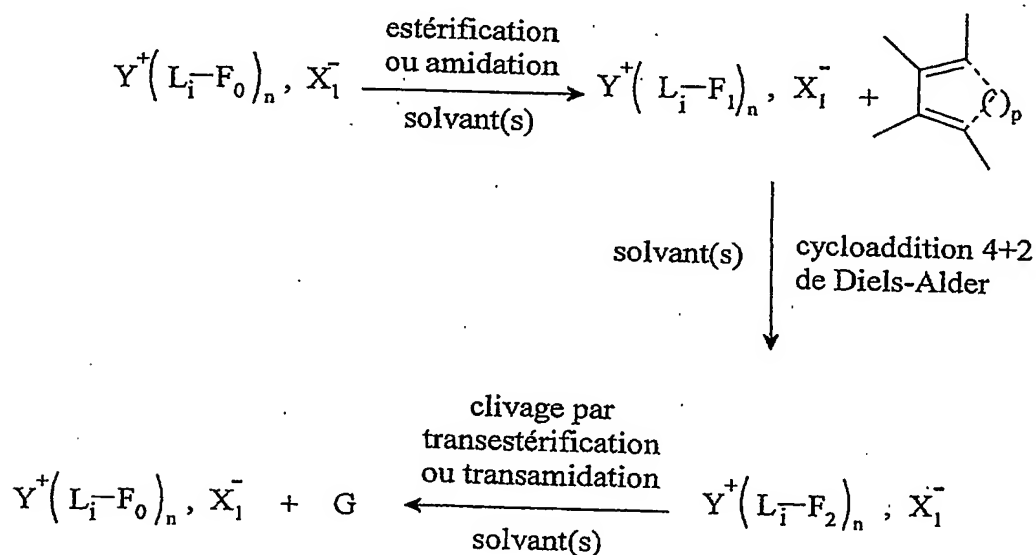 estérification
ou amidation
Y⁺(Lᵢ–F₀)ₙ, X₁⁻ → Y⁺(Lᵢ–F₁)ₙ, X₁⁻ + ( )ₚ
solvant(s)
solvant(s) cycloaddition 4+2
de Diels-Alder
clivage par
transestérification
ou transamidation
Y⁺(Lᵢ–F₀)ₙ, X₁⁻ + G ← Y⁺(Lᵢ–F₂)ₙ, X₁⁻
solvant(s)